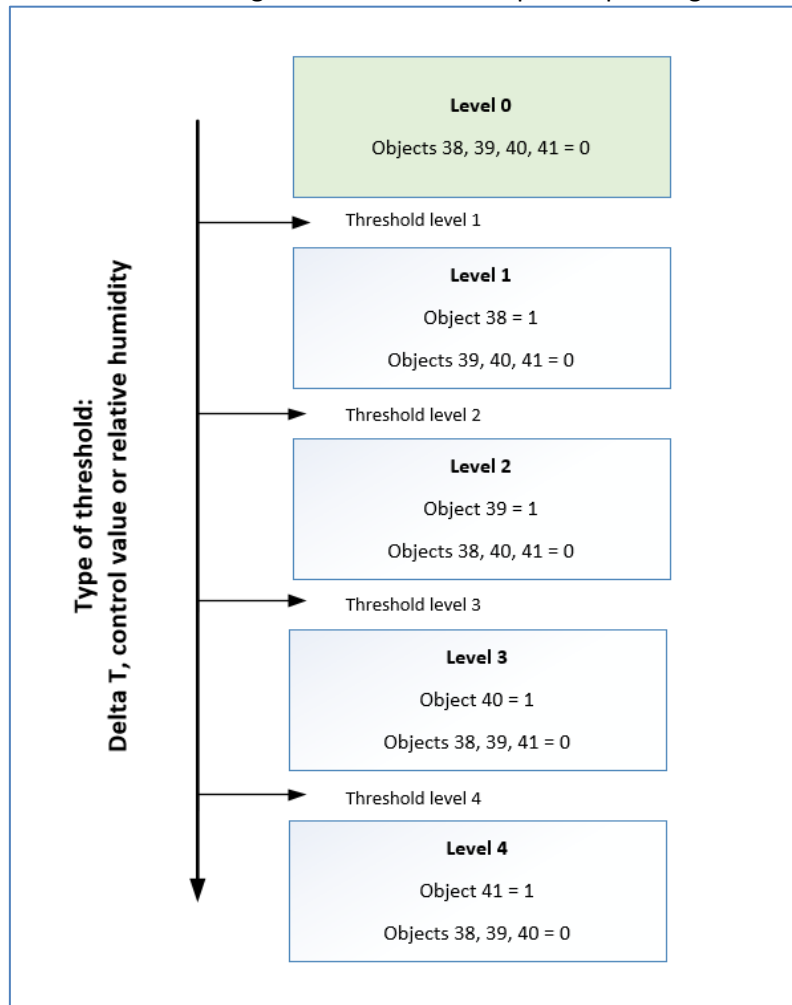 Level 0
Objects 38, 39, 40, 41 = 0
Threshold level 1
Level 1
Object 38 = 1
Objects 39, 40, 41 = 0
Threshold level 2
Level 2
Object 39 = 1
Objects 38, 40, 41 = 0
Threshold level 3
Level 3
Object 40 = 1
Objects 38, 39, 41 = 0
Threshold level 4
Level 4
Object 41 = 1
Objects 38, 39, 40 = 0
Type of threshold:
Delta T, control value or relative humidity